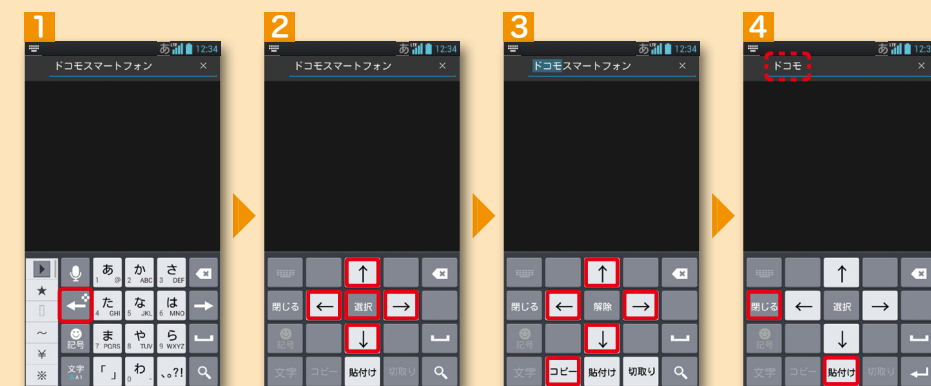 1
あ 12:34
ドコモスマートフォン ×
★
~
¥
※
あ 1 @
か 2 ABC
さ 3 DEF
た 4 GHI
な 5 JKL
は 6 MNO
記号
ま 7 PQRS
や 8 TUV
ら 9 WXYZ
文字 A1
「 」
わ 0
、。?!
2
あ 12:34
ドコモスマートフォン ×
↑
閉じる ← 選択 →
記号 ↓
文字 コピー 貼付け 切取り
3
あ 12:34
ドコモスマートフォン ×
↑
閉じる ← 解除 →
記号 ↓
文字 コピー 貼付け 切取り
4
あ 12:3
ドコモ ×
↑
閉じる ← 選択 →
記号 ↓
文字 コピー 貼付け 切取り